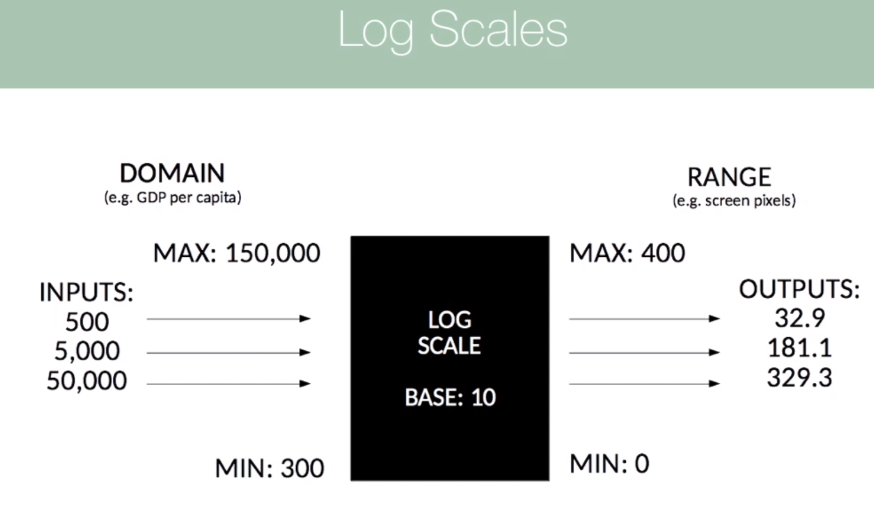 Log Scales
DOMAIN
(e.g. GDP per capita)
MAX: 150,000
INPUTS:
500
5,000
50,000
MIN: 300
LOG
SCALE
BASE: 10
RANGE
(e.g. screen pixels)
MAX: 400
OUTPUTS:
32.9
181.1
329.3
MIN: 0